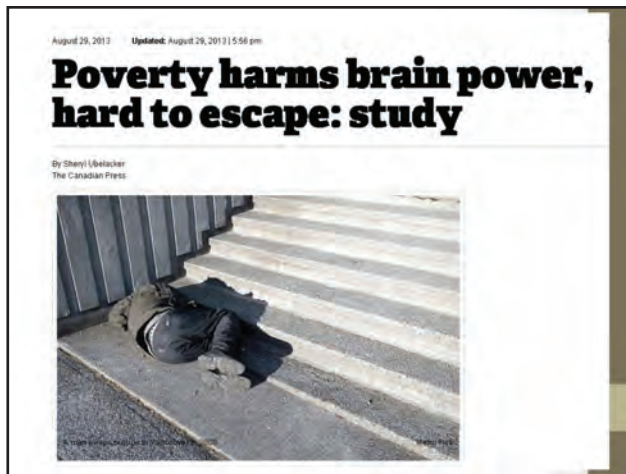 August 29, 2013 Updated: August 29, 2013 | 5:56 pm
Poverty harms brain power,
hard to escape: study
By Sheryl Ubelacker
The Canadian Press